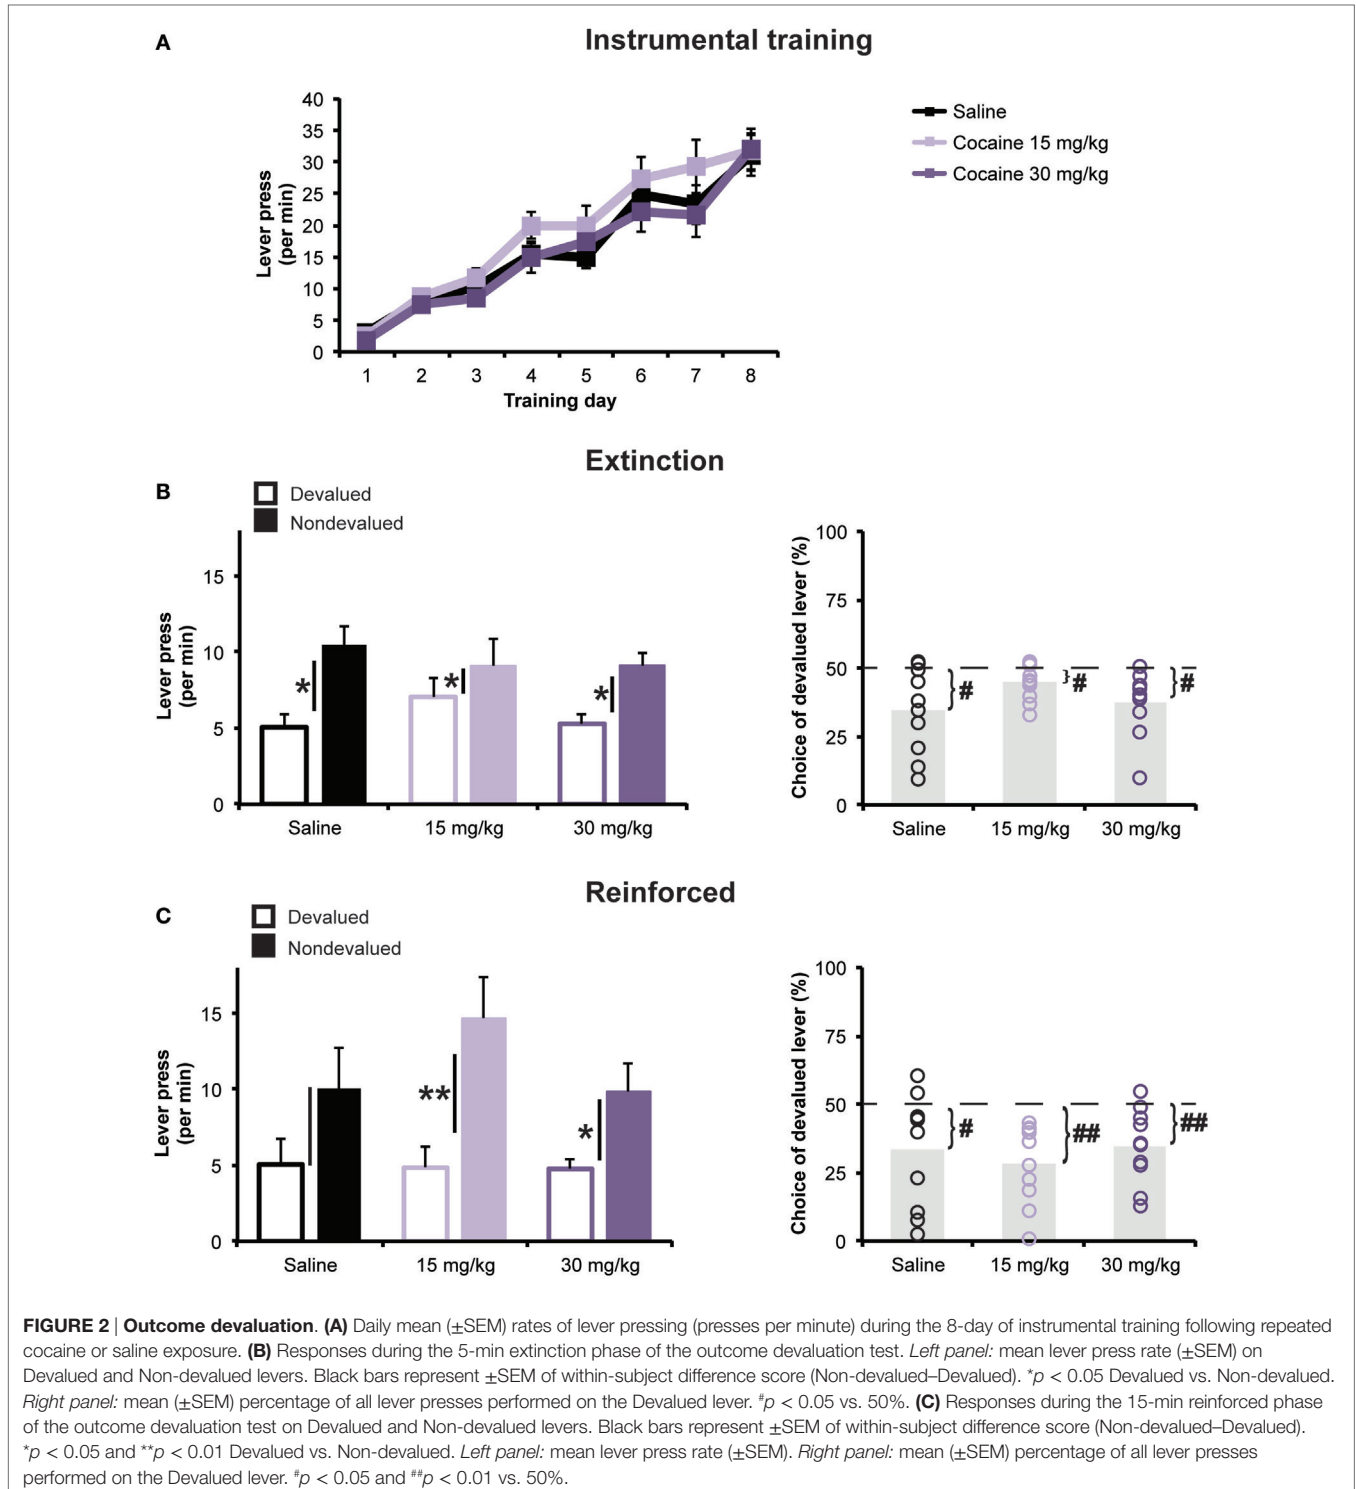 A
Instrumental training
Lever press
(per min)
40
35
30
25
20
15
10
5
0
1 2 3 4 5 6 7 8
Training day
Saline
Cocaine 15 mg/kg
Cocaine 30 mg/kg
Extinction
B
Devalued
Nondevalued
Lever press
(per min)
15
10
5
0
* * *
Saline 15 mg/kg 30 mg/kg
Choice of devalued lever (%)
100
75
50
25
0
# # #
Saline 15 mg/kg 30 mg/kg
Reinforced
C
Devalued
Nondevalued
Lever press
(per min)
15
10
5
0
** *
Saline 15 mg/kg 30 mg/kg
Choice of devalued lever (%)
100
75
50
25
0
# ## ##
Saline 15 mg/kg 30 mg/kg
FIGURE 2 | Outcome devaluation. (A) Daily mean (±SEM) rates of lever pressing (presses per minute) during the 8-day of instrumental training following repeated
cocaine or saline exposure. (B) Responses during the 5-min extinction phase of the outcome devaluation test. Left panel: mean lever press rate (±SEM) on
Devalued and Non-devalued levers. Black bars represent ±SEM of within-subject difference score (Non-devalued–Devalued). *p < 0.05 Devalued vs. Non-devalued.
Right panel: mean (±SEM) percentage of all lever presses performed on the Devalued lever. #p < 0.05 vs. 50%. (C) Responses during the 15-min reinforced phase
of the outcome devaluation test on Devalued and Non-devalued levers. Black bars represent ±SEM of within-subject difference score (Non-devalued–Devalued).
*p < 0.05 and **p < 0.01 Devalued vs. Non-devalued. Left panel: mean lever press rate (±SEM). Right panel: mean (±SEM) percentage of all lever presses
performed on the Devalued lever. #p < 0.05 and ##p < 0.01 vs. 50%.